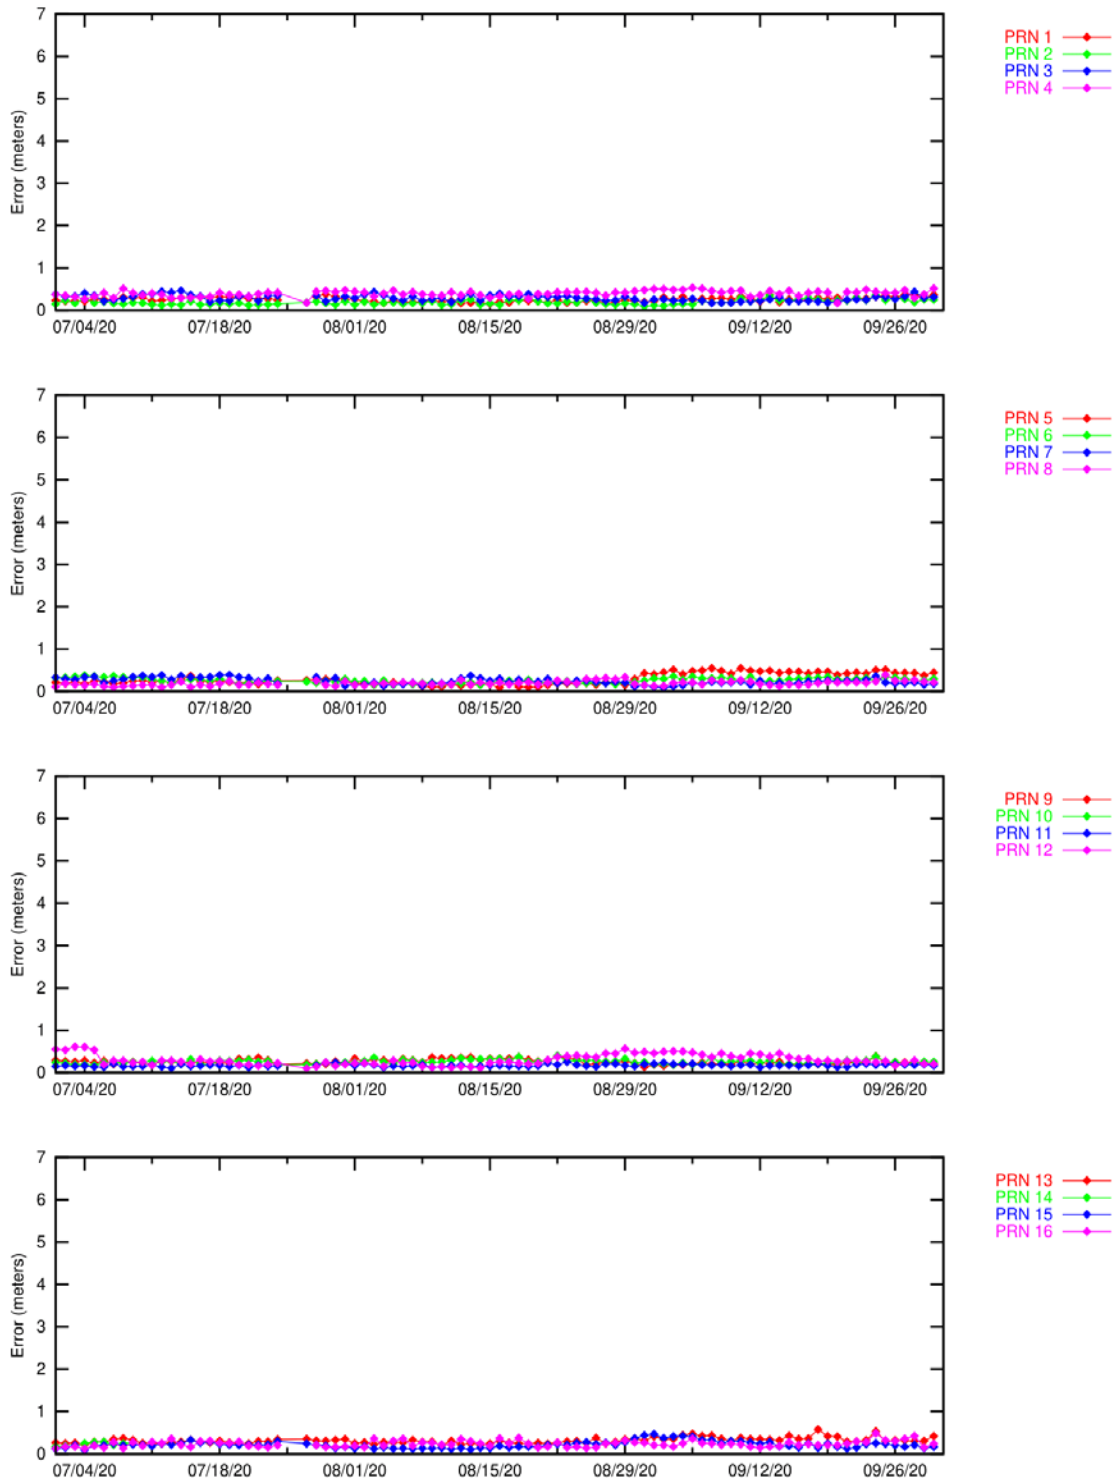 7
6
5
4
3
2
1
0
Error (meters)
07/04/20 07/18/20 08/01/20 08/15/20 08/29/20 09/12/20 09/26/20
PRN 1
PRN 2
PRN 3
PRN 4
7
6
5
4
3
2
1
0
Error (meters)
07/04/20 07/18/20 08/01/20 08/15/20 08/29/20 09/12/20 09/26/20
PRN 5
PRN 6
PRN 7
PRN 8
7
6
5
4
3
2
1
0
Error (meters)
07/04/20 07/18/20 08/01/20 08/15/20 08/29/20 09/12/20 09/26/20
PRN 9
PRN 10
PRN 11
PRN 12
7
6
5
4
3
2
1
0
Error (meters)
07/04/20 07/18/20 08/01/20 08/15/20 08/29/20 09/12/20 09/26/20
PRN 13
PRN 14
PRN 15
PRN 16